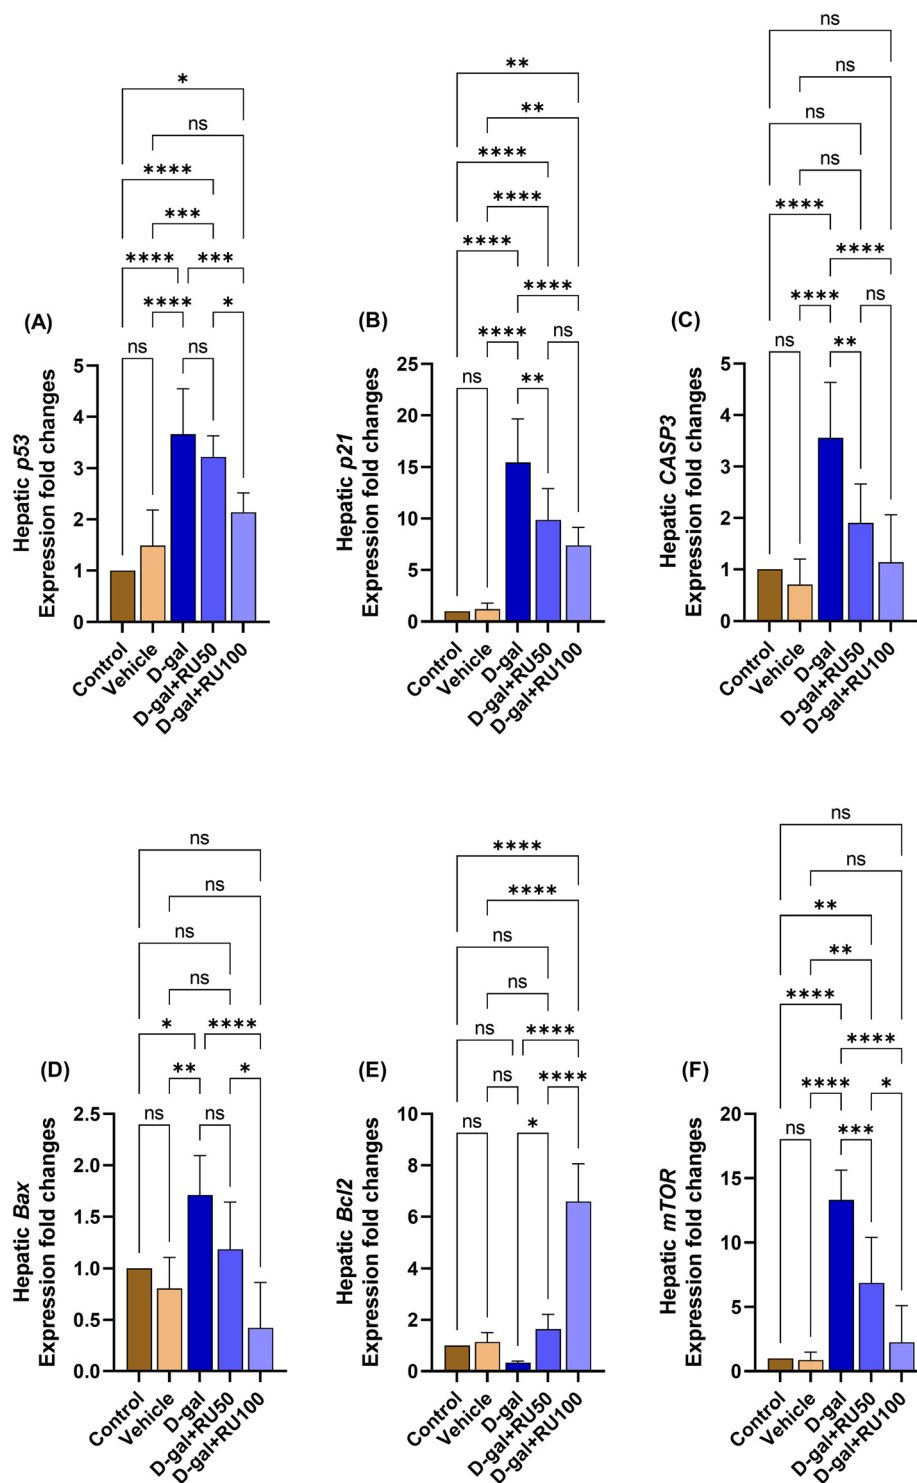 ns
ns
*
**
ns
ns
**
ns
****
****
ns
***
****
****
****
***
****
****
****
****
*
****
****
ns
(A)
(B)
(C)
ns
ns
ns
**
ns
ns
**
Hepatic p53
Expression fold changes
5
4
3
2
1
0
Control
Vehicle
D-gal
D-gal+RU50
D-gal+RU100
Hepatic p21
Expression fold changes
25
20
15
10
5
0
Control
Vehicle
D-gal
D-gal+RU50
D-gal+RU100
Hepatic CASP3
Expression fold changes
5
4
3
2
1
0
Control
Vehicle
D-gal
D-gal+RU50
D-gal+RU100
ns
ns
ns
ns
*
****
**
*
(D)
ns
ns
Hepatic Bax
Expression fold changes
2.5
2.0
1.5
1.0
0.5
0.0
Control
Vehicle
D-gal
D-gal+RU50
D-gal+RU100
****
****
ns
ns
ns
****
ns
****
(E)
ns
*
Hepatic Bcl2
Expression fold changes
10
8
6
4
2
0
Control
Vehicle
D-gal
D-gal+RU50
D-gal+RU100
ns
ns
**
**
****
****
****
*
(F)
ns
***
Hepatic mTOR
Expression fold changes
20
15
10
5
0
Control
Vehicle
D-gal
D-gal+RU50
D-gal+RU100